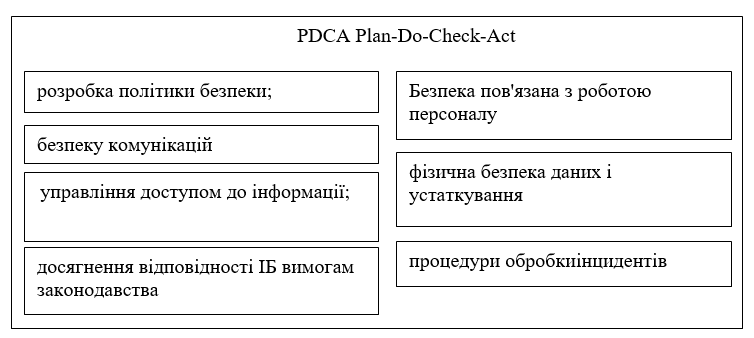 PDCA Plan-Do-Check-Act
розробка політики безпеки;
безпеку комунікацій
управління доступом до інформації;
досягнення відповідності ІБ вимогам
законодавства
Безпека пов'язана з роботою
персоналу
фізична безпека даних і
устаткування
процедури обробкиінцидентів